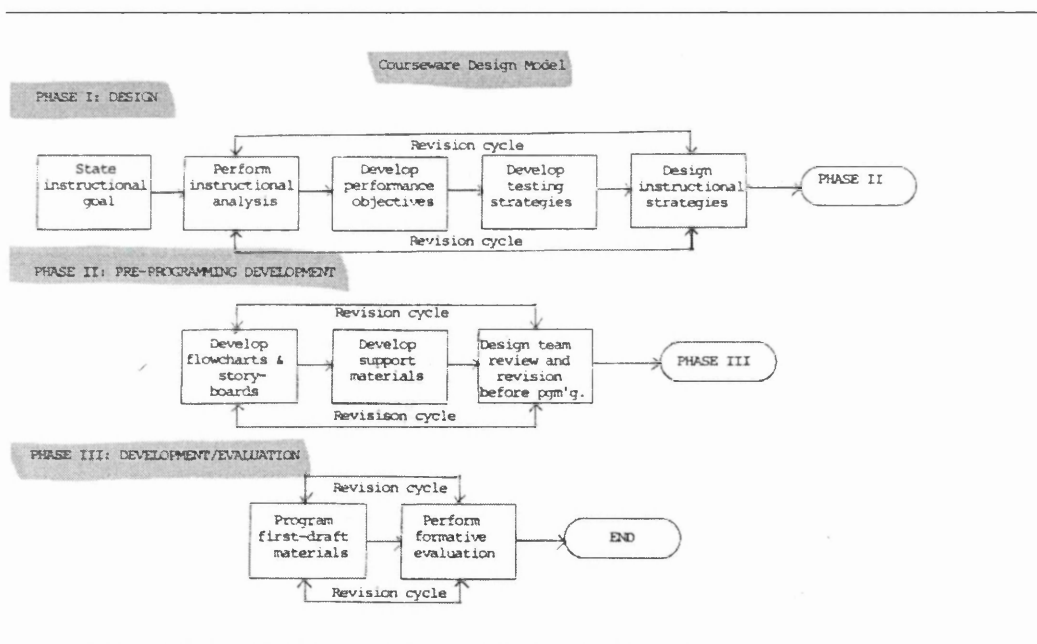 Courseware Design Model
PHASE I: DESIGN
Revision cycle
State
instructional
goal
Perform
instructional
analysis
Develop
performance
objectives
Develop
testing
strategies
Design
instructional
strategies
PHASE II
Revision cycle
PHASE II: PRE-PROGRAMMING DEVELOPMENT
Revision cycle
Develop
flowcharts &
story-
boards
Develop
support
materials
Design team
review and
revision
before pgm'g.
PHASE III
Revisison cycle
PHASE III: DEVELOPMENT/EVALUATION
Revision cycle
Program
first-draft
materials
Perform
formative
evaluation
END
Revision cycle